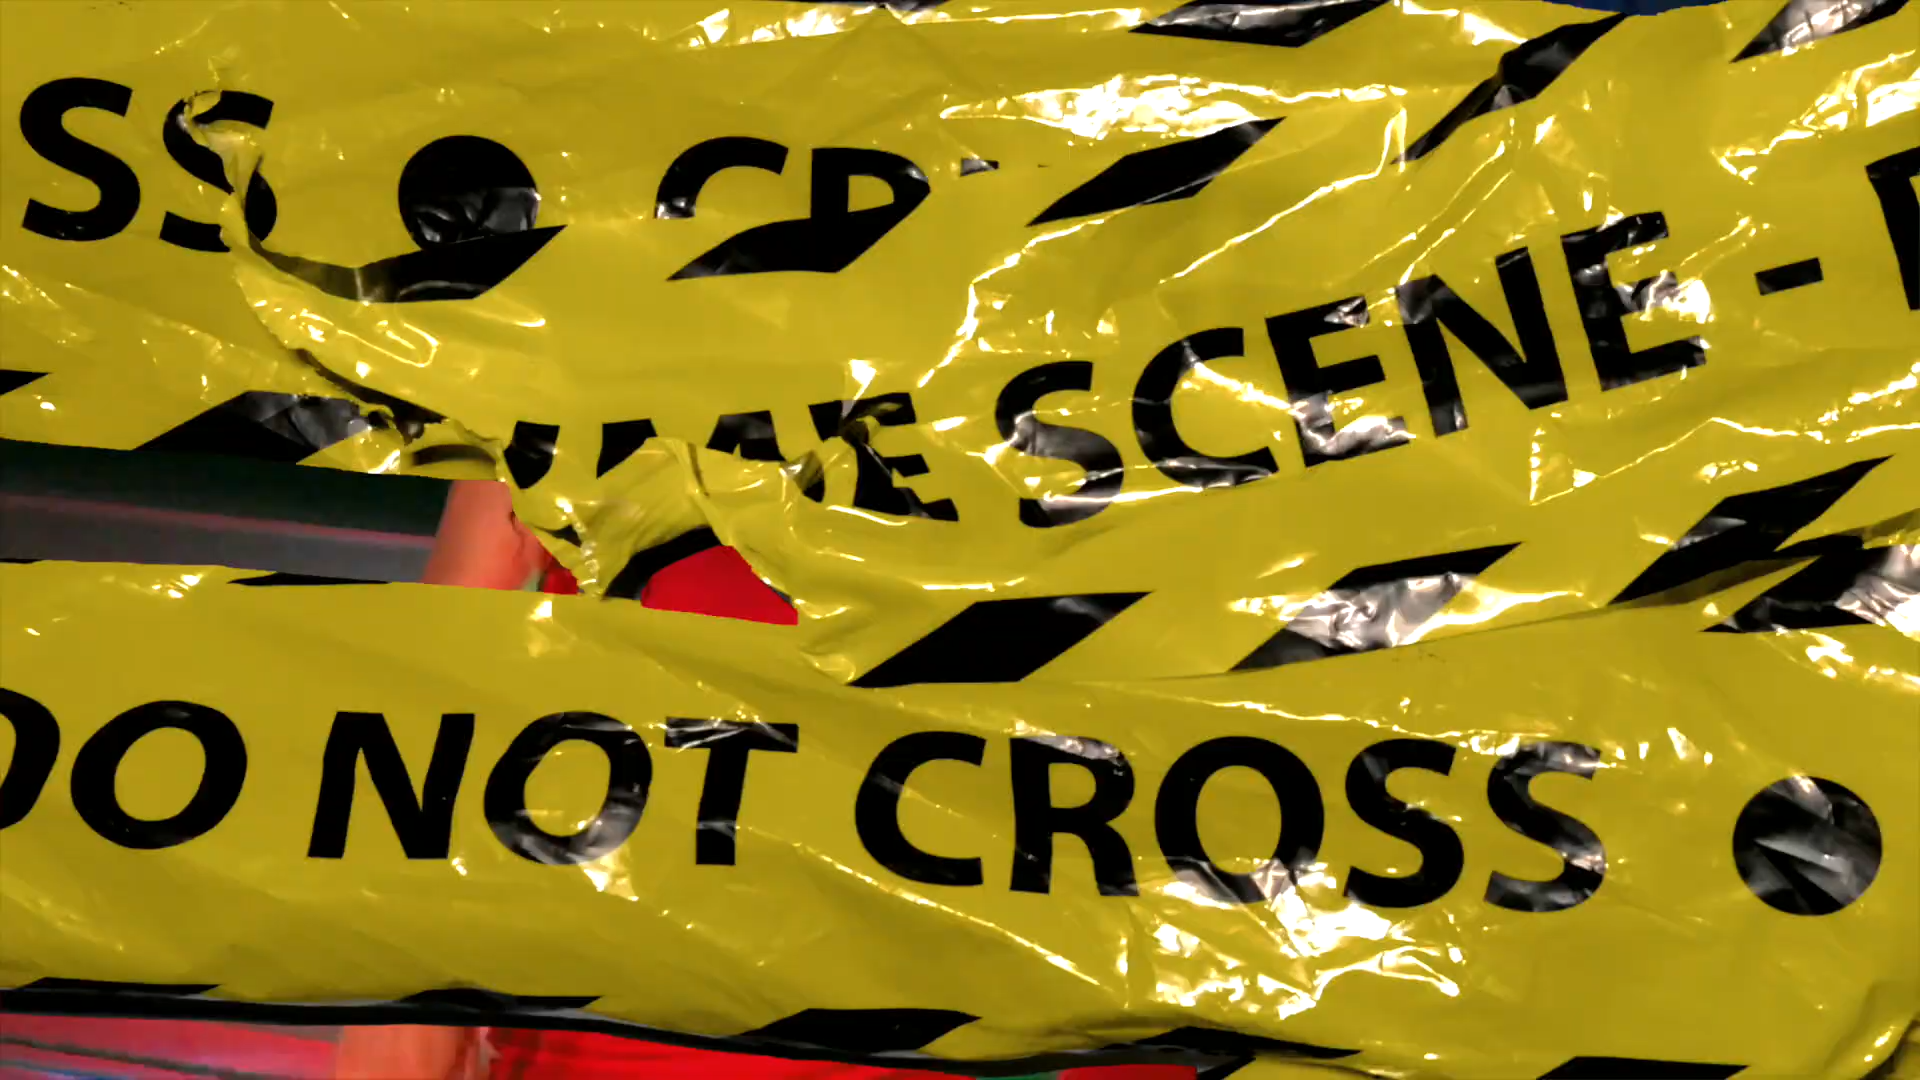 SS ●
SCENE -
DO NOT CROSS ●